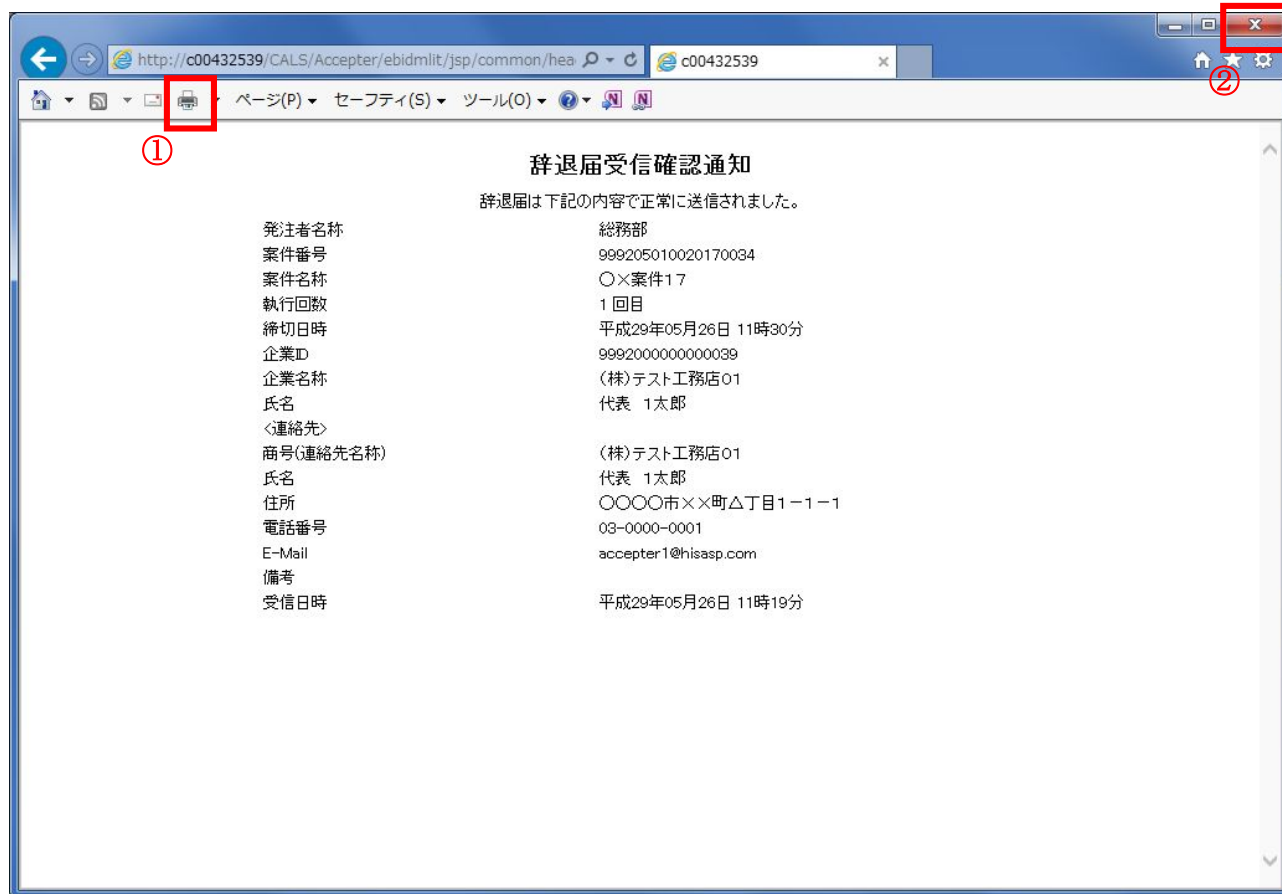 http://c00432539/CALS/Accepter/ebidmlit/jsp/common/hea
c00432539
②
ページ(P) セーフティ(S) ツール(O)
①
辞退届受信確認通知
辞退届は下記の内容で正常に送信されました。
発注者名称 総務部
案件番号 999205010020170034
案件名称 〇×案件17
執行回数 1回目
締切日時 平成29年05月26日 11時30分
企業ID 9992000000000039
企業名称 (株)テスト工務店01
氏名 代表 1太郎
<連絡先>
商号(連絡先名称) (株)テスト工務店01
氏名 代表 1太郎
住所 〇〇〇〇市××町△丁目1-1-1
電話番号 03-0000-0001
E-Mail accepter1@hisasp.com
備考
受信日時 平成29年05月26日 11時19分